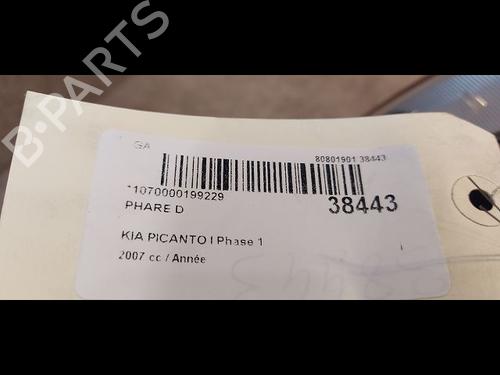 B-PARTS
GA
80801901 38443
*1070000199229
38443
PHARE D
KIA PICANTO I Phase 1
2007 cc / Année